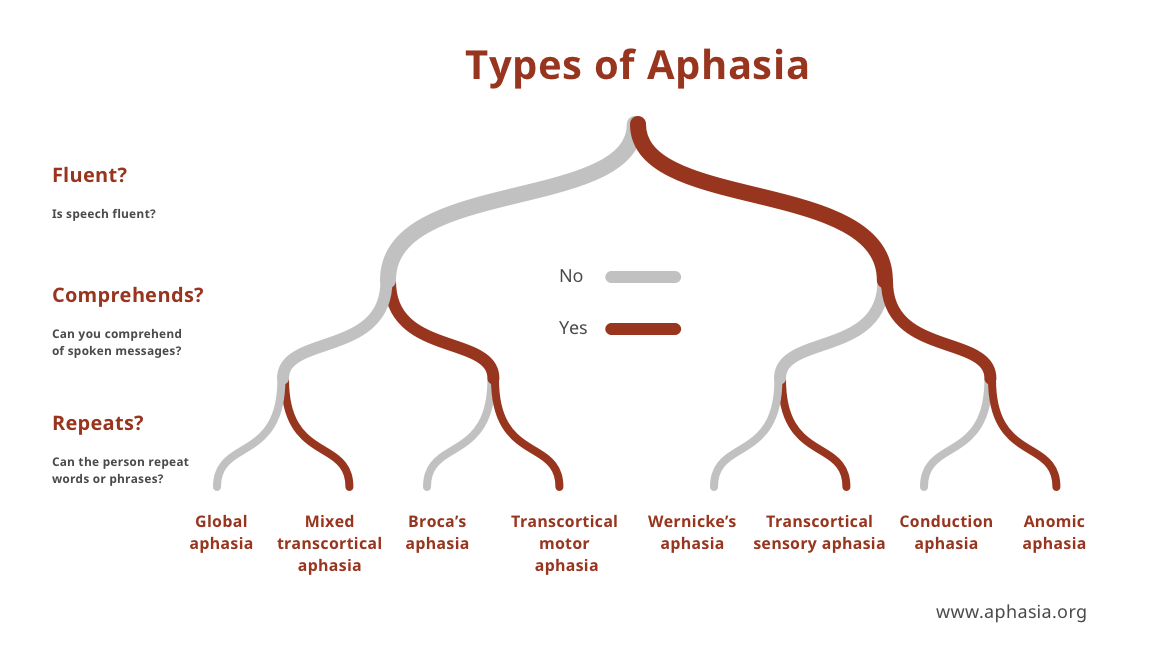 Types of Aphasia
Fluent?
Is speech fluent?
Comprehends?
Can you comprehend
of spoken messages?
Repeats?
Can the person repeat
words or phrases?
No
Yes
Global
aphasia
Mixed
transcortical
aphasia
Broca’s
aphasia
Transcortical
motor
aphasia
Wernicke’s
aphasia
Transcortical
sensory aphasia
Conduction
aphasia
Anomic
aphasia
www.aphasia.org